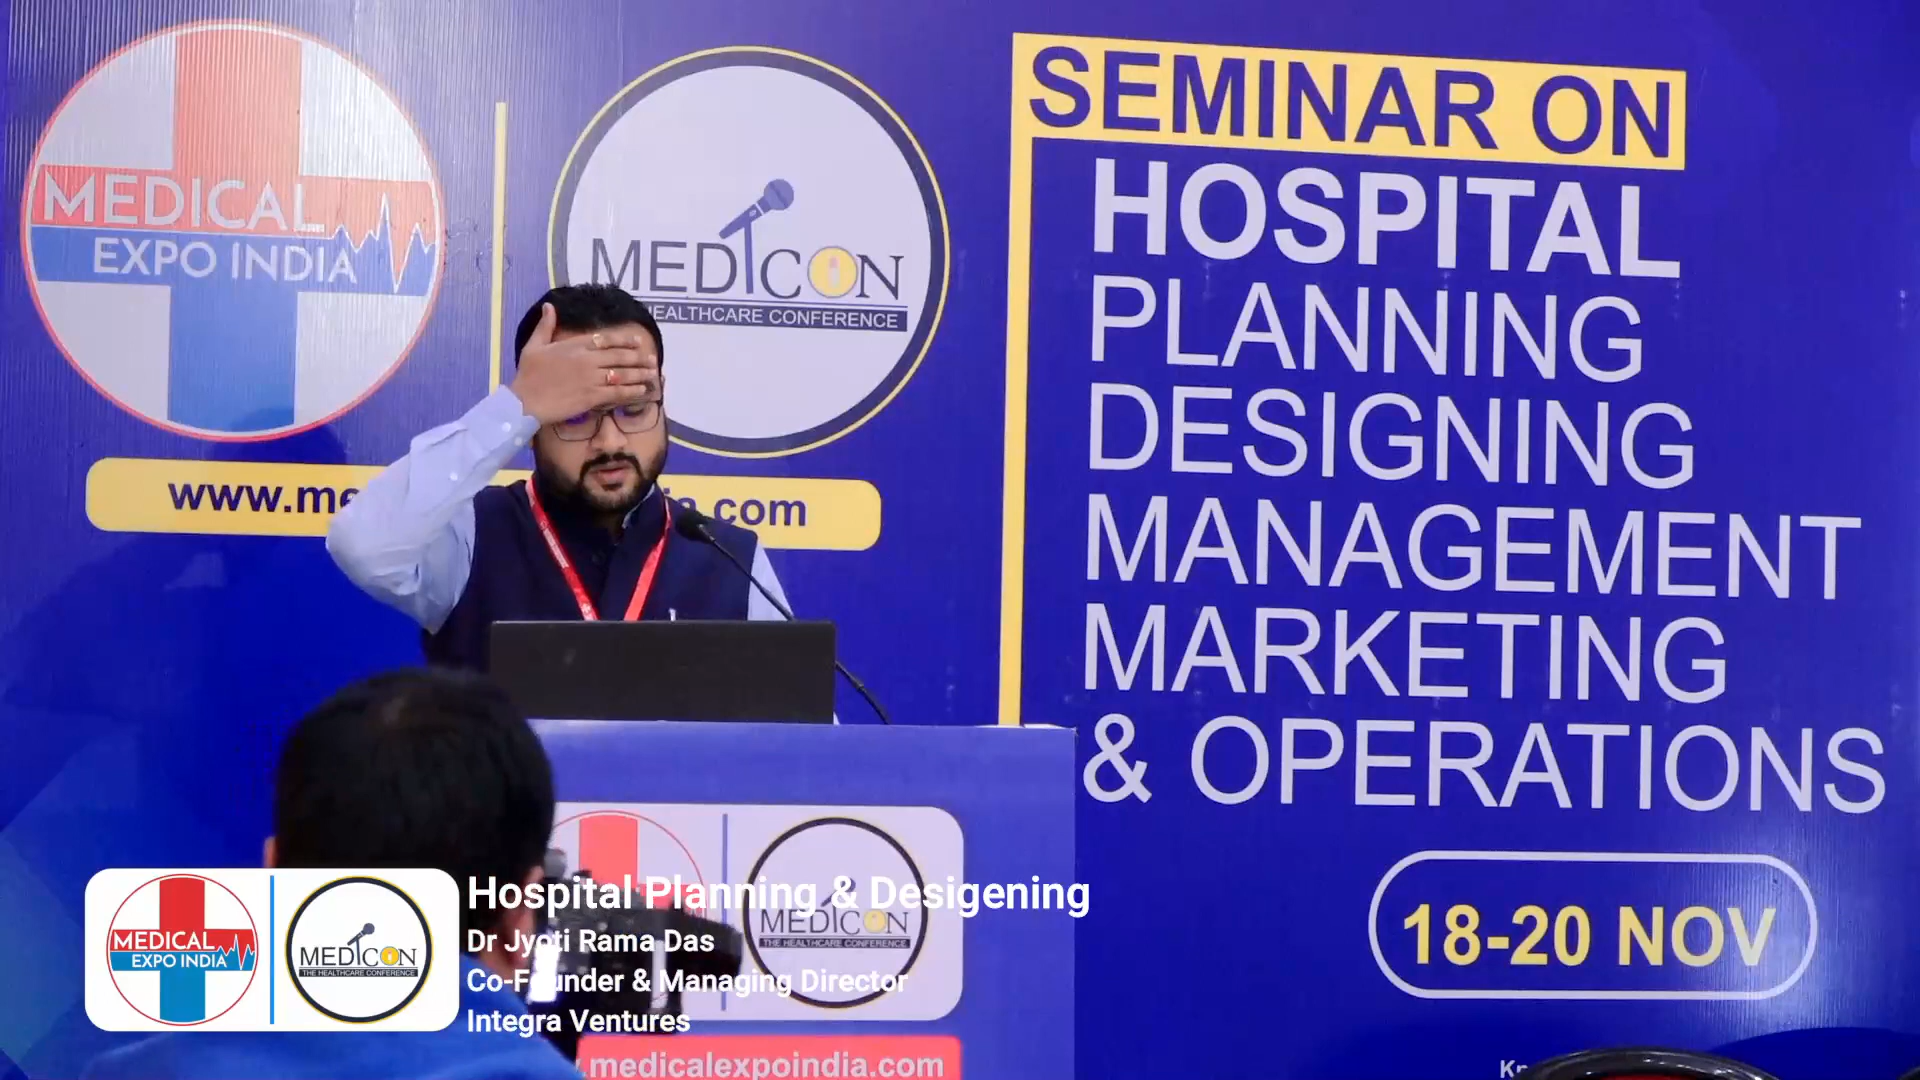 MEDICAL
EXPO INDIA
MEDICON
HEALTHCARE CONFERENCE
www.me
a.com
SEMINAR ON
HOSPITAL
PLANNING
DESIGNING
MANAGEMENT
MARKETING
& OPERATIONS
18-20 NOV
MEDICON
THE HEALTHCARE CONFERENCE
.medicalexpoindia.com
MEDICAL
EXPO INDIA
MEDICON
THE HEALTHCARE CONFERENCE
Hospital Planning & Desigening
Dr Jyoti Rama Das
Co-Founder & Managing Director
Integra Ventures